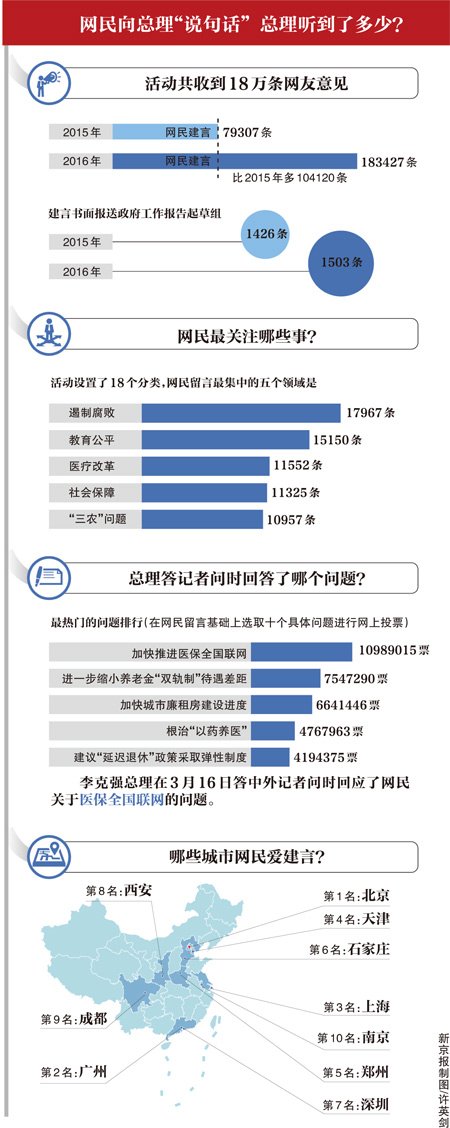 网民向总理“说句话” 总理听到了多少?
活动共收到18万条网友意见
2015年 网民建言 79307条
2016年 网民建言 183427条
比2015年多104120条
建言书面报送政府工作报告起草组
2015年 1426条
2016年 1503条
网民最关注哪些事?
活动设置了18个分类,网民留言最集中的五个领域是
遏制腐败 17967条
教育公平 15150条
医疗改革 11552条
社会保障 11325条
“三农”问题 10957条
总理答记者问时回答了哪个问题?
最热门的问题排行(在网民留言基础上选取十个具体问题进行网上投票)
加快推进医保全国联网 10989015票
进一步缩小养老金“双轨制”待遇差距 7547290票
加快城市廉租房建设进度 6641446票
根治“以药养医” 4767963票
建议“延迟退休”政策采取弹性制度 4194375票
李克强总理在3月16日答中外记者问时回应了网民
关于医保全国联网的问题。
哪些城市网民爱建言?
第8名:西安
第1名:北京
第4名:天津
第6名:石家庄
第3名:上海
第9名:成都
第10名:南京
第2名:广州
第5名:郑州
第7名:深圳
新京报制图/许英剑